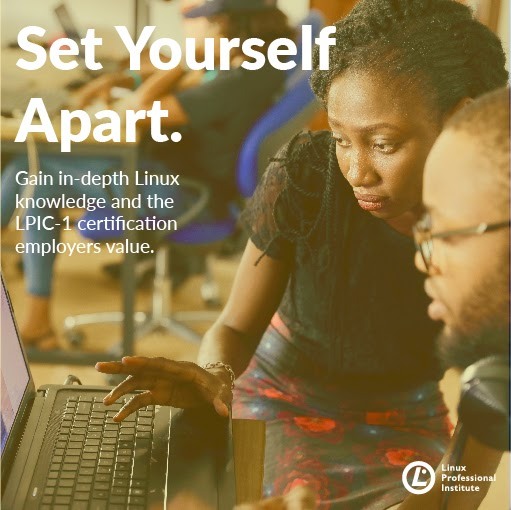 Set Yourself
Apart.
Gain in-depth Linux
knowledge and the
LPIC-1 certification
employers value.
Linux
Professional
Institute